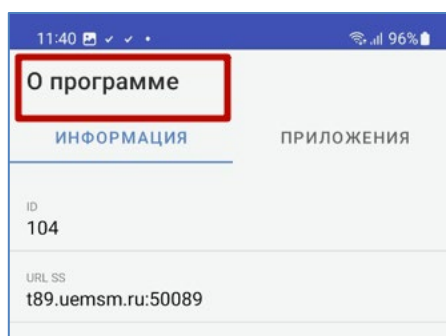 11:40 96%
О программе
ИНФОРМАЦИЯ ПРИЛОЖЕНИЯ
ID
104
URL SS
t89.uemsm.ru:50089